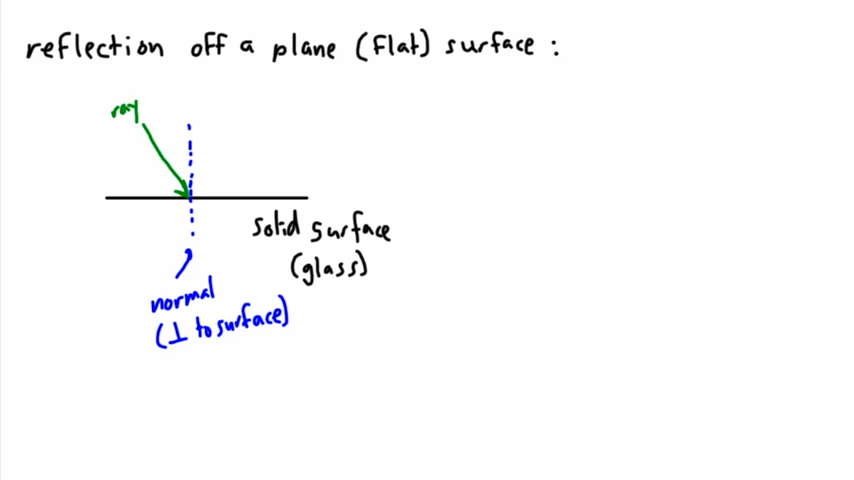 reflection off a plane (flat) surface :
ray
solid surface
(glass)
normal
(⊥ to surface)